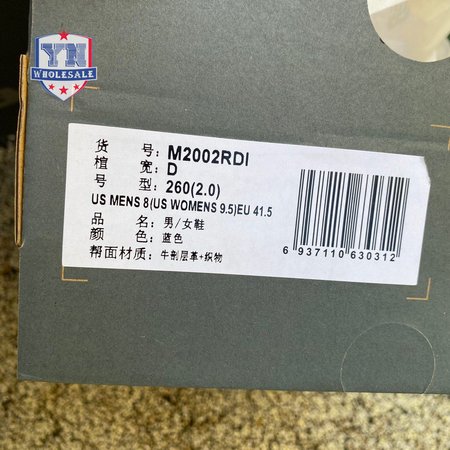 YN
WHOLESALE
货 号: M2002RDI
楦 宽: D
号 型: 260(2.0)
US MENS 8(US WOMENS 9.5)EU 41.5
品 名: 男/女鞋
颜 色: 蓝色
帮面材质: 牛剖层革+织物
6 937110 630312